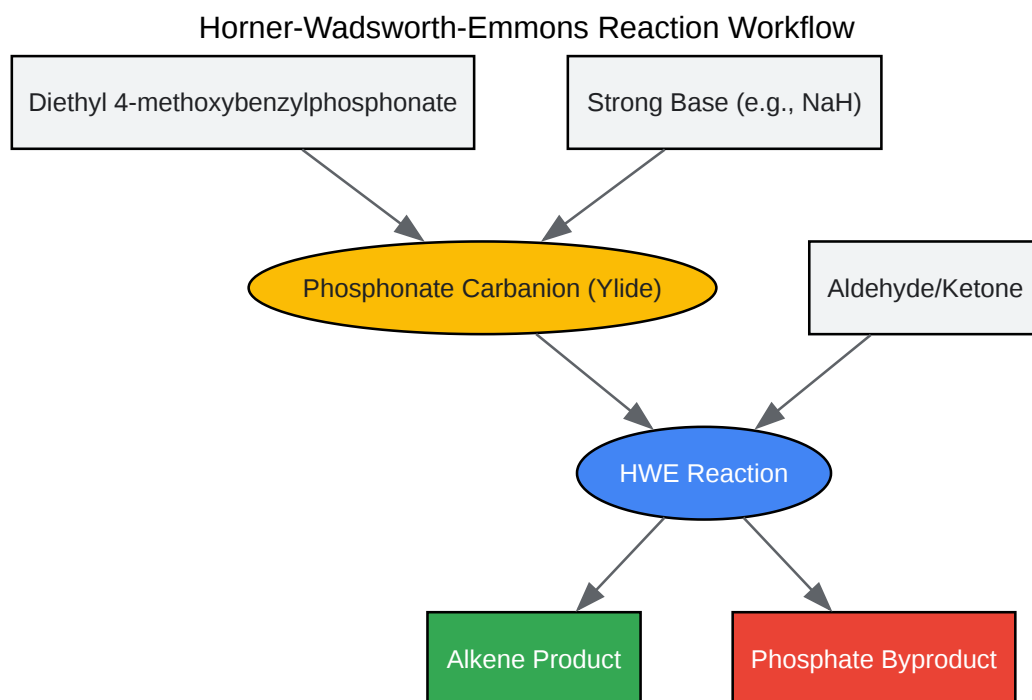 Horner-Wadsworth-Emmons Reaction Workflow
Diethyl 4-methoxybenzylphosphonate
Strong Base (e.g., NaH)
Phosphonate Carbanion (Ylide)
Aldehyde/Ketone
HWE Reaction
Alkene Product
Phosphate Byproduct